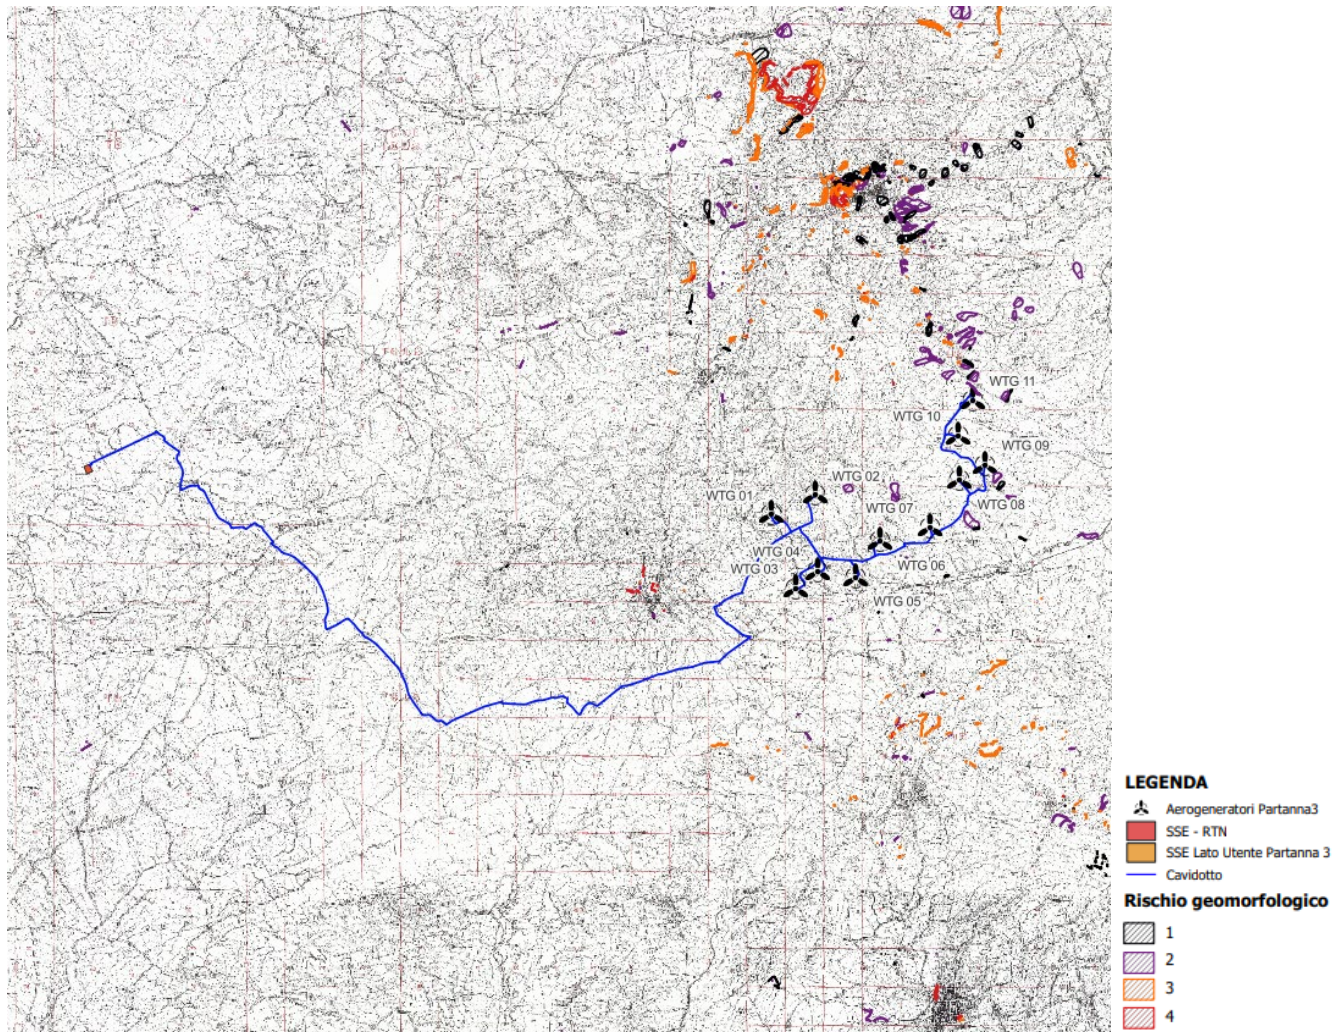 WTG 11
WTG 10
WTG 09
WTG 02
WTG 01
WTG 07
WTG 08
WTG 04
WTG 03
WTG 06
WTG 05
LEGENDA
Aerogeneratori Partanna3
SSE - RTN
SSE Lato Utente Partanna 3
Cavidotto
Rischio geomorfologico
1
2
3
4